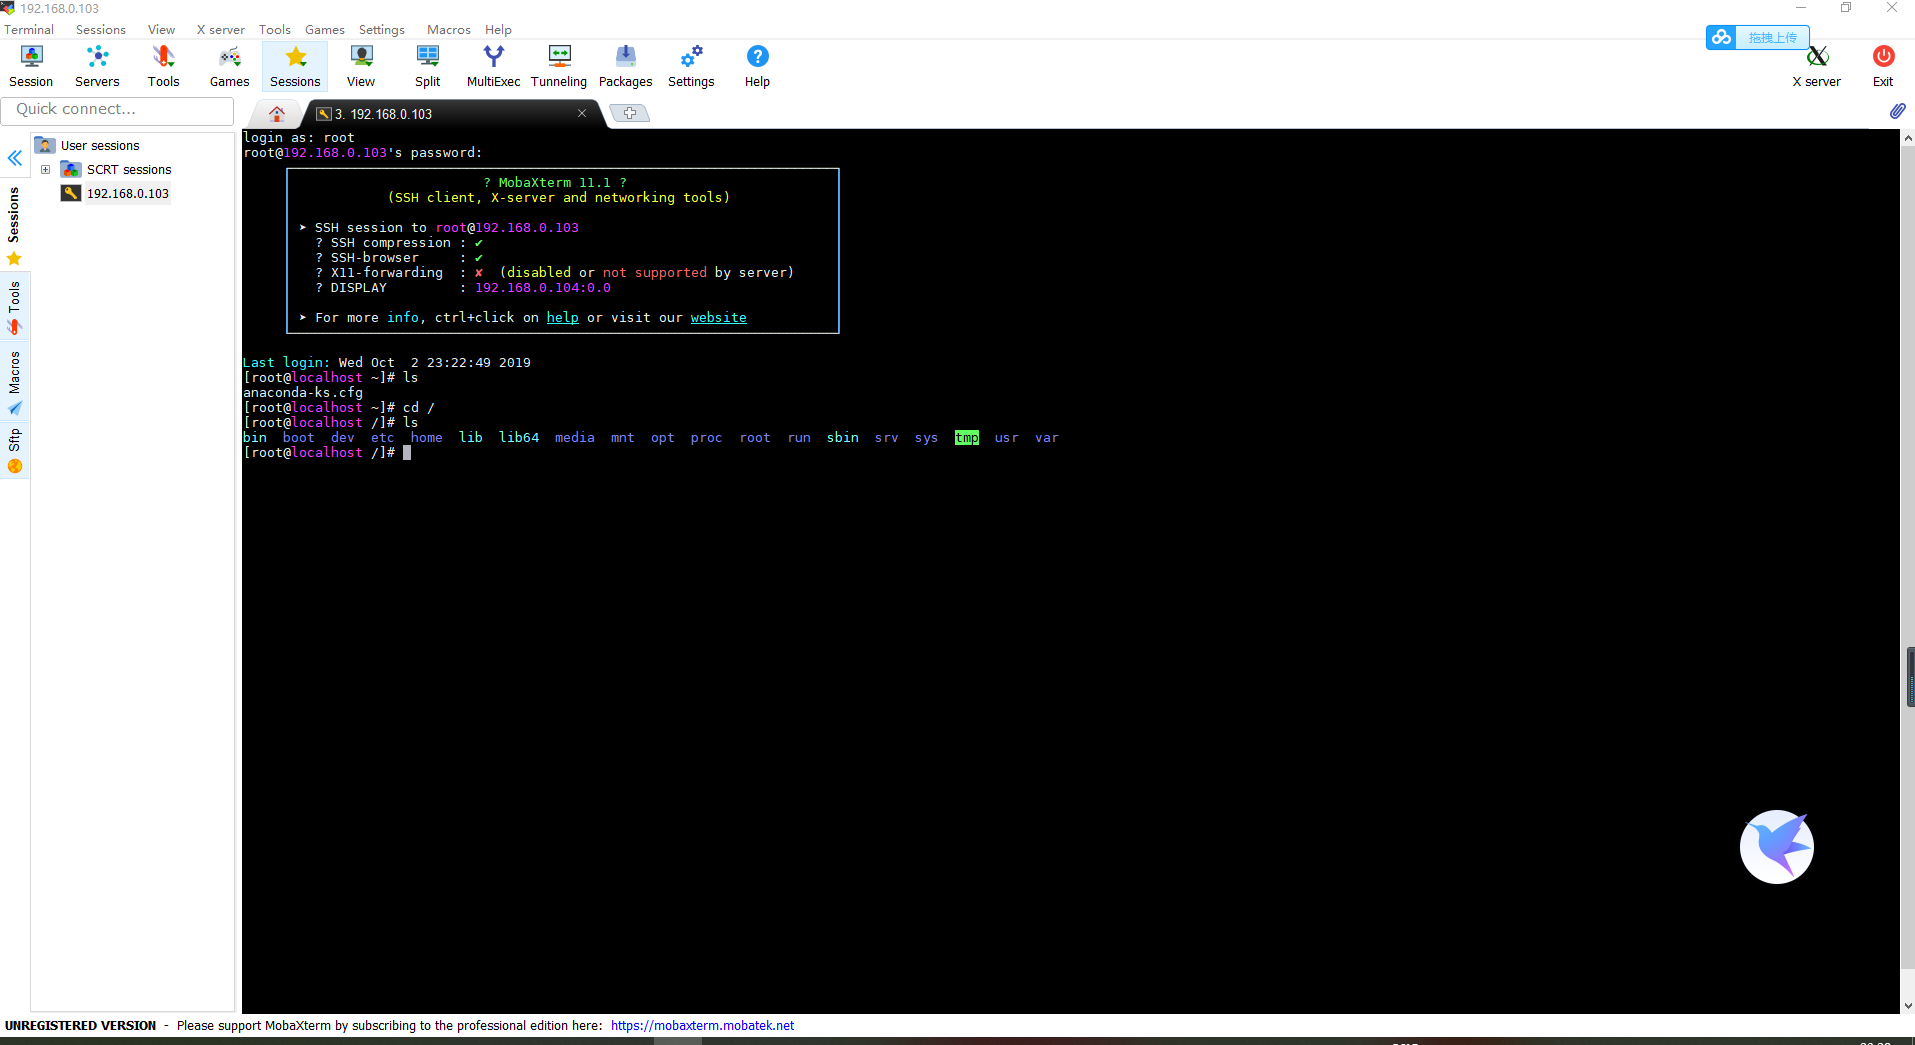 192.168.0.103
Terminal Sessions View X server Tools Games Settings Macros Help
拖拽上传
Session Servers Tools Games Sessions View Split MultiExec Tunneling Packages Settings Help X server Exit
Quick connect...
3. 192.168.0.103
User sessions
SCRT sessions
192.168.0.103
Sessions
Tools
Macros
Sftp
login as: root
root@192.168.0.103's password:
? MobaXterm 11.1 ?
(SSH client, X-server and networking tools)
➤ SSH session to root@192.168.0.103
? SSH compression : ✔
? SSH-browser     : ✔
? X11-forwarding  : ✘  (disabled or not supported by server)
? DISPLAY         : 192.168.0.104:0.0
➤ For more info, ctrl+click on help or visit our website
Last login: Wed Oct  2 23:22:49 2019
[root@localhost ~]# ls
anaconda-ks.cfg
[root@localhost ~]# cd /
[root@localhost /]# ls
bin  boot  dev  etc  home  lib  lib64  media  mnt  opt  proc  root  run  sbin  srv  sys  tmp  usr  var
[root@localhost /]#
UNREGISTERED VERSION  -  Please support MobaXterm by subscribing to the professional edition here:  https://mobaxterm.mobatek.net